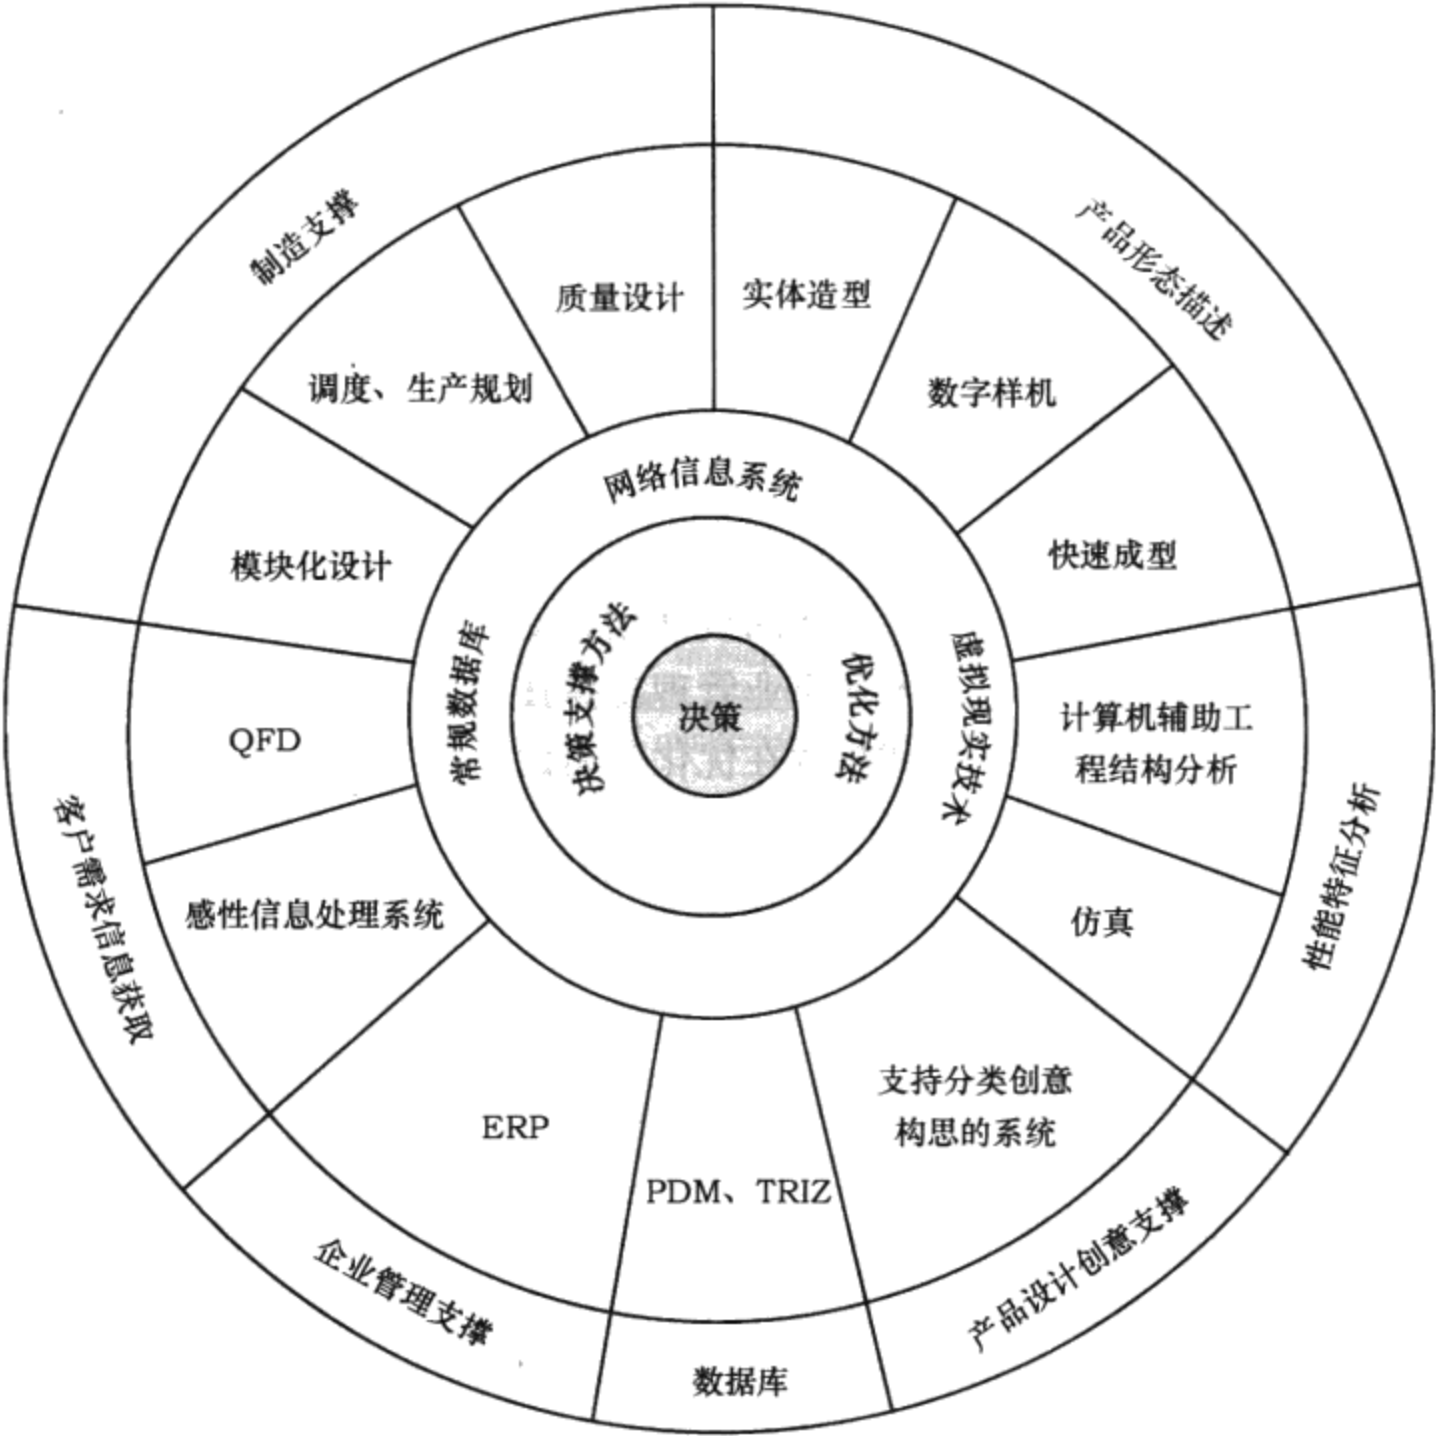 制造支撑
产品形态描述
质量设计
实体造型
调度、生产规划
数字样机
网络信息系统
模块化设计
快速成型
常规数据库
决策支撑方法
决策
优化方法
虚拟现实技术
QFD
计算机辅助工
程结构分析
客户需求信息获取
性能特征分析
感性信息处理系统
仿真
ERP
支持分类创意
构思的系统
PDM、TRIZ
企业管理支撑
产品设计创意支撑
数据库